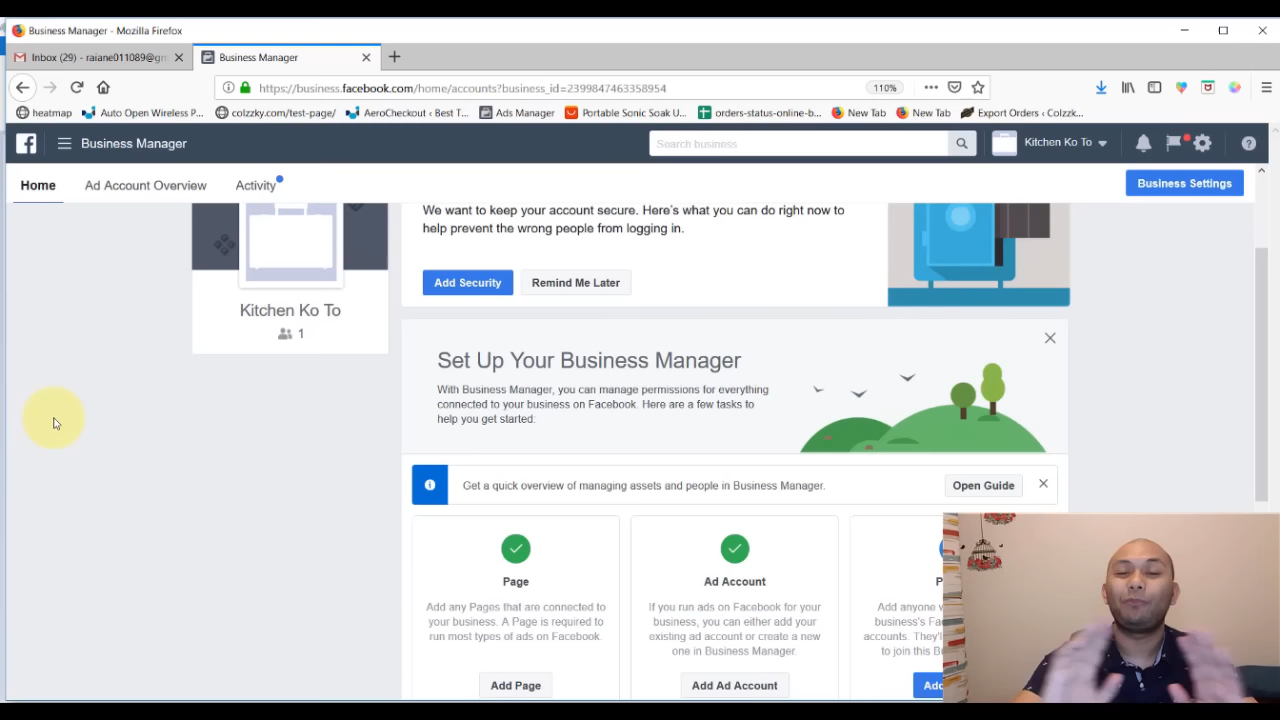 Business Manager - Mozilla Firefox
Inbox (29) - raiane011089@gm
Business Manager
https://business.facebook.com/home/accounts?business_id=2399847463358954
110%
heatmap
Auto Open Wireless P...
colzzky.com/test-page/
AeroCheckout ‹ Best T...
Ads Manager
Portable Sonic Soak U...
orders-status-online-b...
New Tab
New Tab
Export Orders ‹ Colzzk...
Business Manager
Search business
Kitchen Ko To
Home
Ad Account Overview
Activity
Business Settings
We want to keep your account secure. Here's what you can do right now to
help prevent the wrong people from logging in.
Add Security
Remind Me Later
Kitchen Ko To
1
Set Up Your Business Manager
With Business Manager, you can manage permissions for everything
connected to your business on Facebook. Here are a few tasks to
help you get started:
Get a quick overview of managing assets and people in Business Manager.
Open Guide
Page
Add any Pages that are connected to
your business. A Page is required to
run most types of ads on Facebook.
Add Page
Ad Account
If you run ads on Facebook for your
business, you can either add your
existing ad account or create a new
one in Business Manager.
Add Ad Account
Add anyone
business's
accounts. They'
to join this